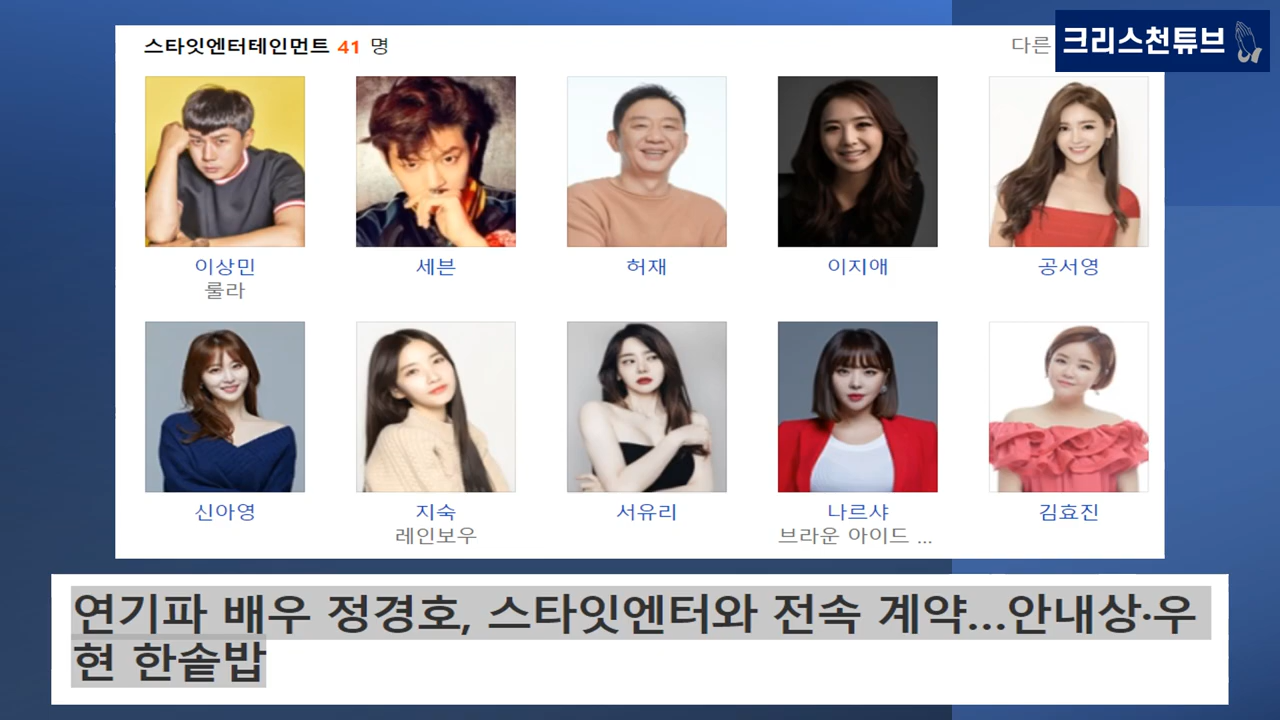 스타잇엔터테인먼트 41 명
다른
크리스천튜브
이상민 세븐 허재 이지애 공서영
룰라
신아영 지숙 서유리 나르샤 김효진
레인보우 브라운 아이드 ...
연기파 배우 정경호, 스타잇엔터와 전속 계약...안내상·우
현 한솥밥